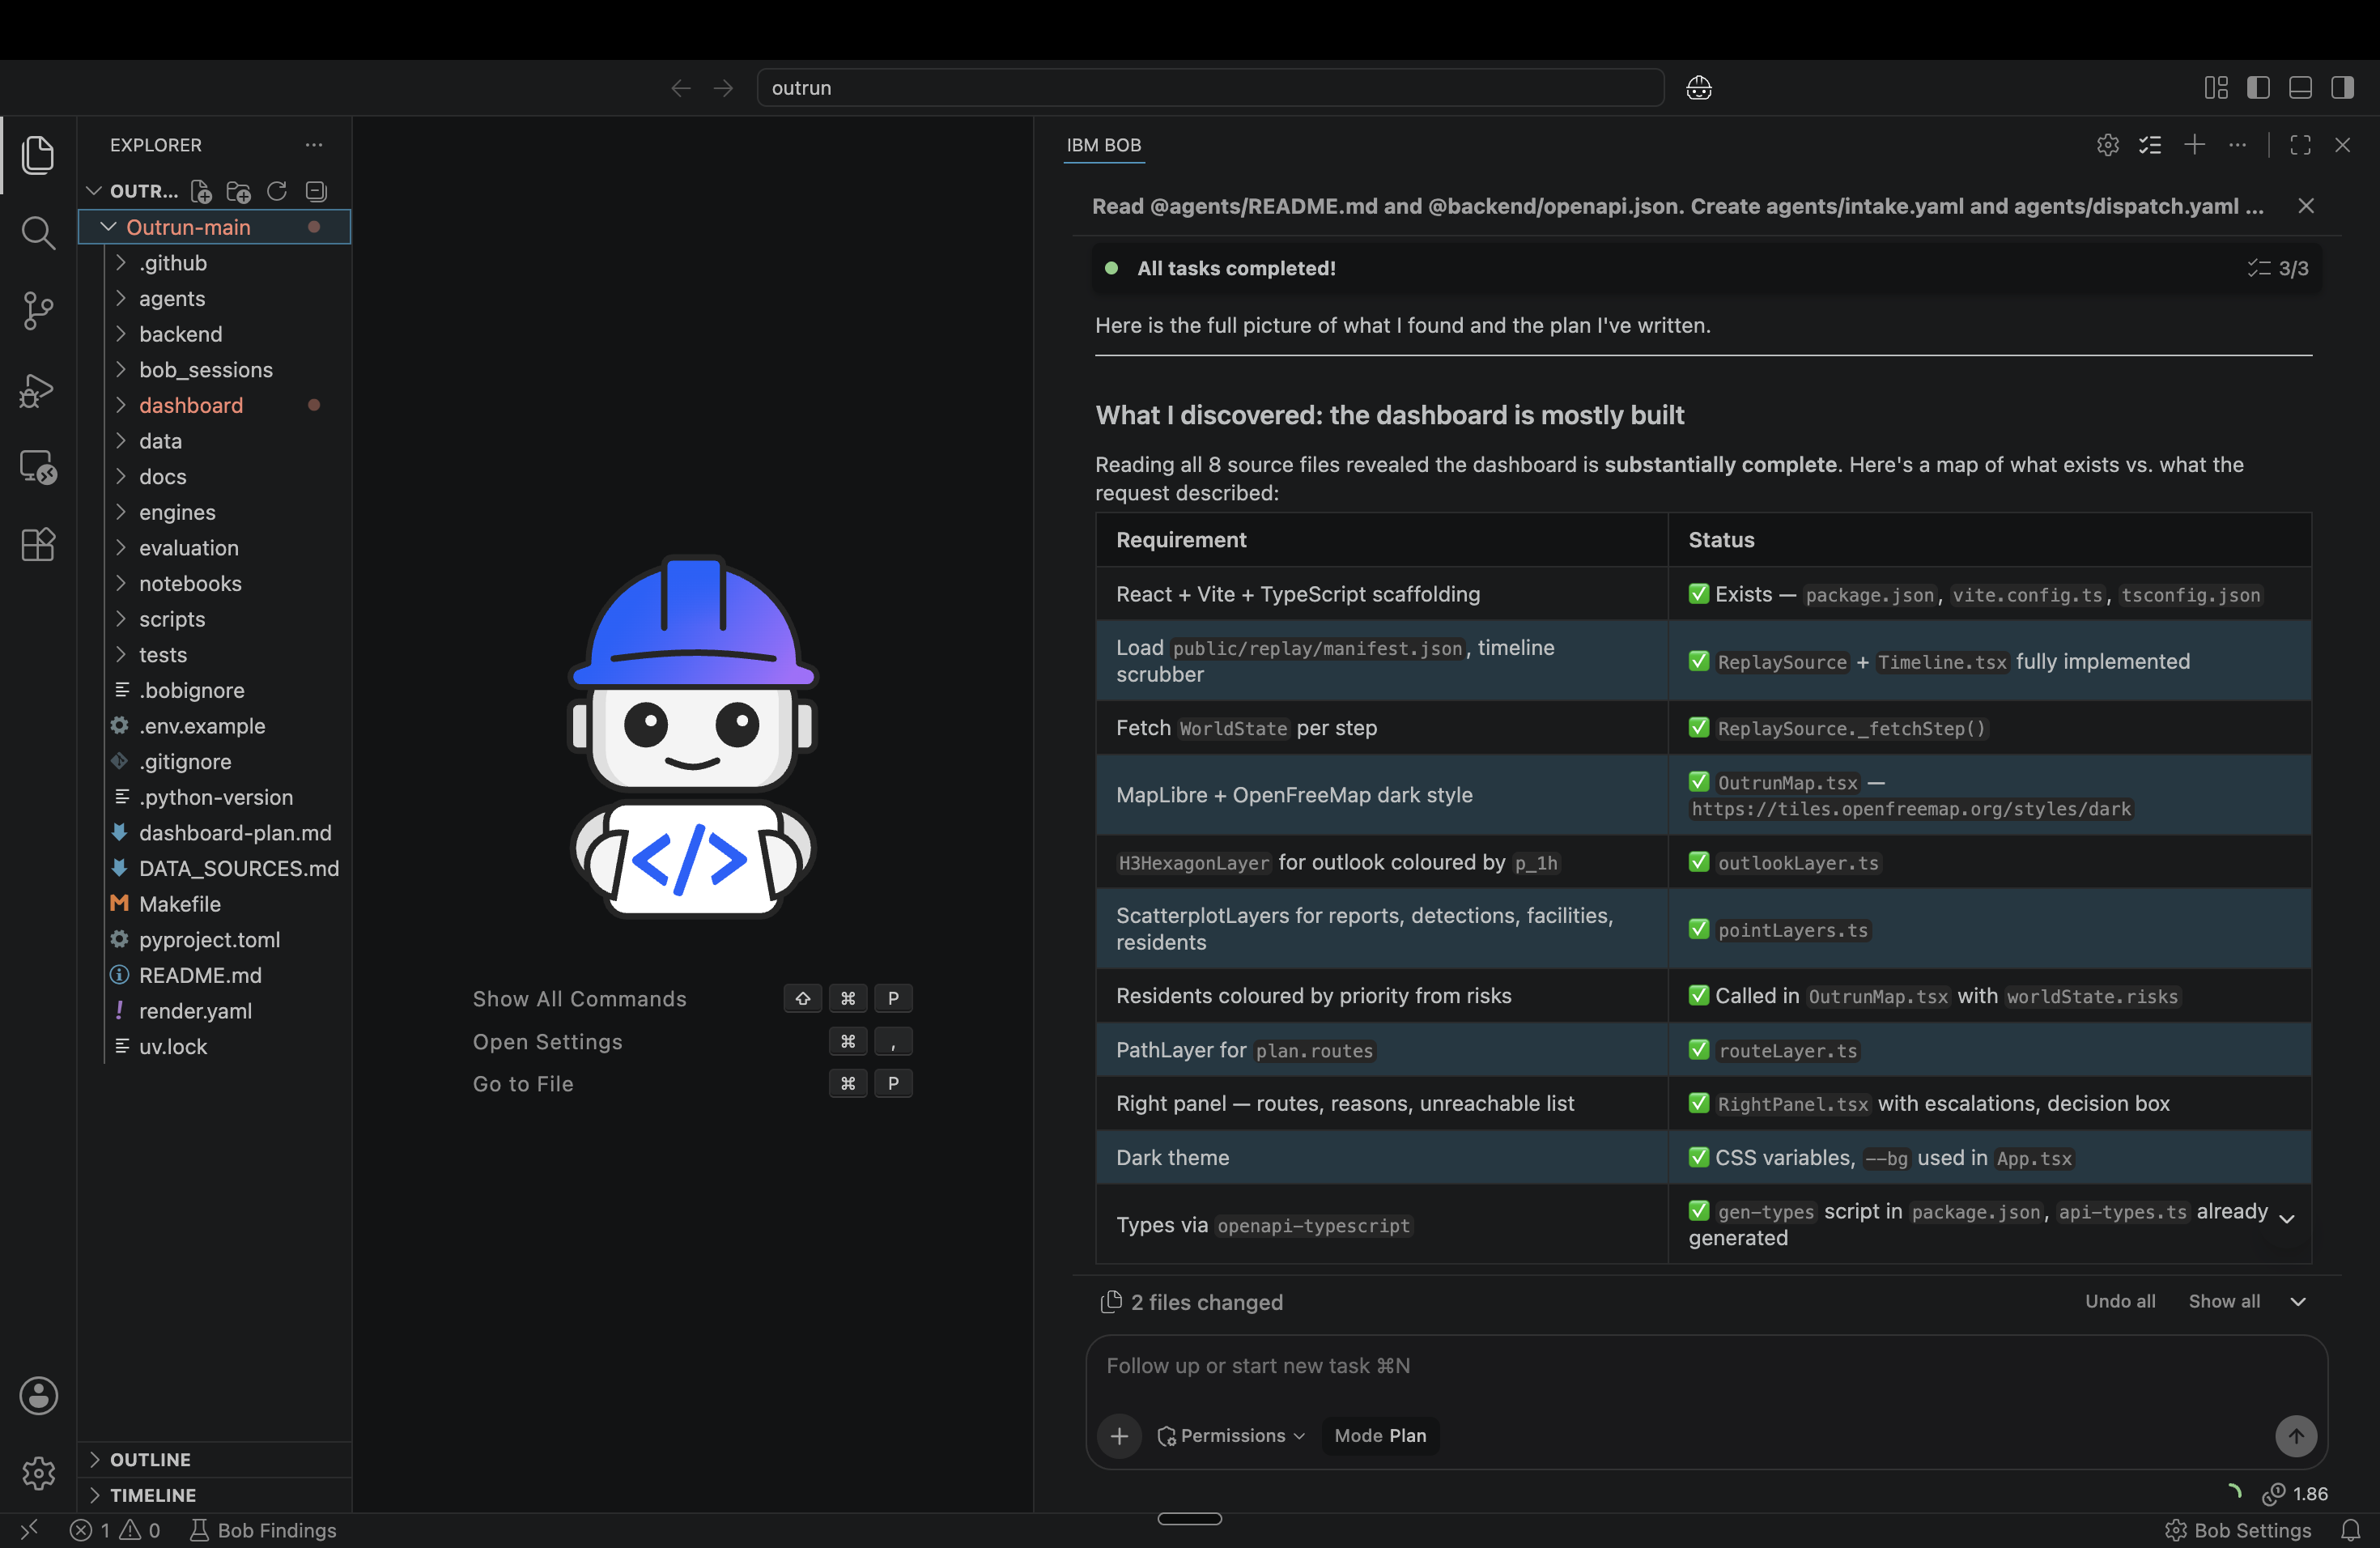 outrun
EXPLORER
OUTR...
Outrun-main
.github
agents
backend
bob_sessions
dashboard
data
docs
engines
evaluation
notebooks
scripts
tests
.bobignore
.env.example
.gitignore
.python-version
dashboard-plan.md
DATA_SOURCES.md
Makefile
pyproject.toml
README.md
render.yaml
uv.lock
OUTLINE
TIMELINE
</>
Show All Commands ⇧ ⌘ P
Open Settings ⌘ ,
Go to File ⌘ P
IBM BOB
Read @agents/README.md and @backend/openapi.json. Create agents/intake.yaml and agents/dispatch.yaml ...
All tasks completed! 3/3
Here is the full picture of what I found and the plan I've written.
What I discovered: the dashboard is mostly built
Reading all 8 source files revealed the dashboard is substantially complete. Here's a map of what exists vs. what the
request described:
Requirement Status
React + Vite + TypeScript scaffolding ✅ Exists — package.json, vite.config.ts, tsconfig.json
Load public/replay/manifest.json, timeline
scrubber
✅ ReplaySource + Timeline.tsx fully implemented
Fetch WorldState per step ✅ ReplaySource._fetchStep()
MapLibre + OpenFreeMap dark style
✅ OutrunMap.tsx —
https://tiles.openfreemap.org/styles/dark
H3HexagonLayer for outlook coloured by p_1h ✅ outlookLayer.ts
ScatterplotLayers for reports, detections, facilities,
residents
✅ pointLayers.ts
Residents coloured by priority from risks ✅ Called in OutrunMap.tsx with worldState.risks
PathLayer for plan.routes ✅ routeLayer.ts
Right panel — routes, reasons, unreachable list ✅ RightPanel.tsx with escalations, decision box
Dark theme ✅ CSS variables, --bg used in App.tsx
Types via openapi-typescript
✅ gen-types script in package.json, api-types.ts already
generated
2 files changed Undo all Show all
Follow up or start new task ⌘N
Permissions Mode Plan
1.86
1 0 Bob Findings Bob Settings